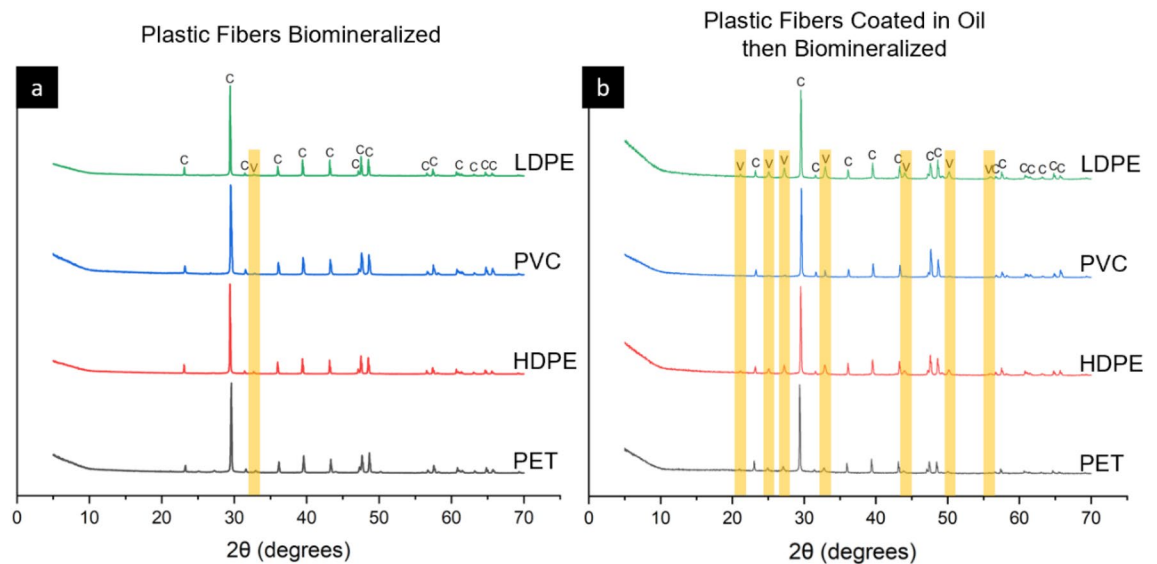 Plastic Fibers Biomineralized
a
C
C
C
V
C
C
C
C
C
C
C
C
C
C
C
C
LDPE
PVC
HDPE
PET
0 10 20 30 40 50 60 70
2θ (degrees)
Plastic Fibers Coated in Oil
then Biomineralized
b
C
V
C
V
V
C
V
C
C
C
V
C
C
V
V
C
C
C
C
C
C
C
LDPE
PVC
HDPE
PET
0 10 20 30 40 50 60 70
2θ (degrees)